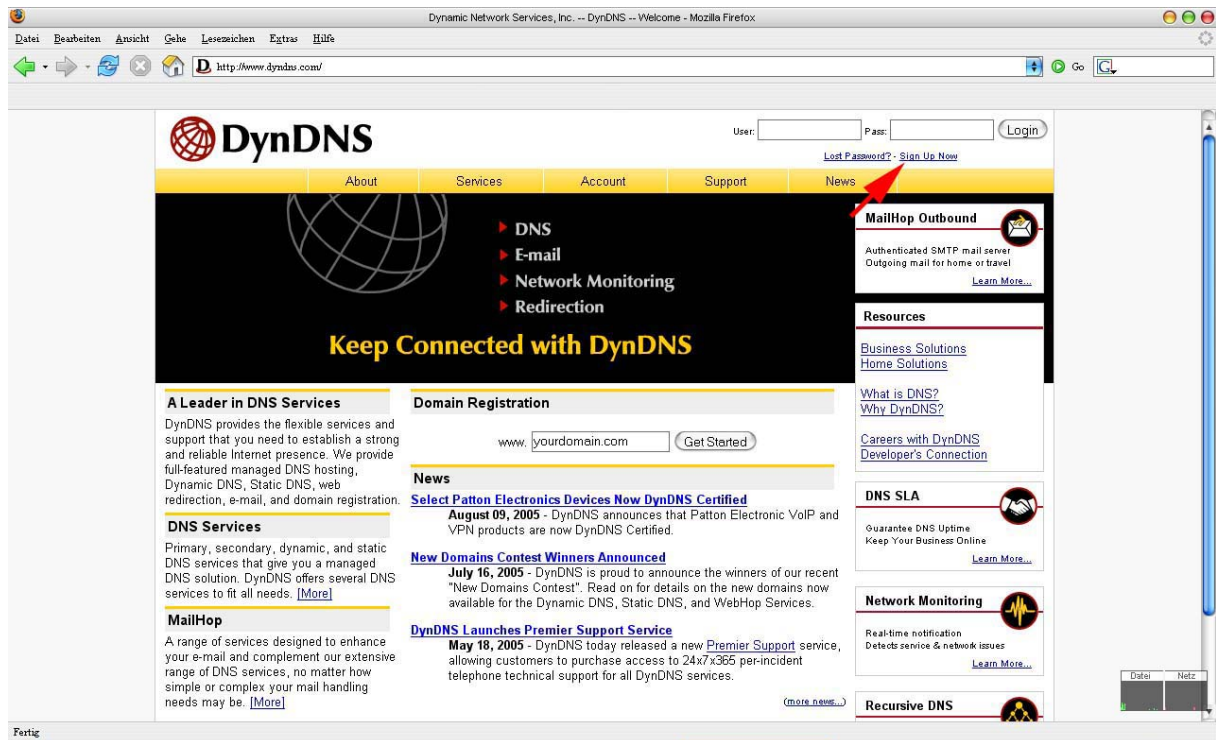 Dynamic Network Services, Inc. -- DynDNS -- Welcome - Mozilla Firefox
Datei Bearbeiten Ansicht Gehe Lesezeichen Extras Hilfe
http://www.dyndns.com/
Go
G
DynDNS
User:
Pass:
Login
Lost Password? - Sign Up Now
About Services Account Support News
DNS
E-mail
Network Monitoring
Redirection
Keep Connected with DynDNS
A Leader in DNS Services
DynDNS provides the flexible services and
support that you need to establish a strong
and reliable Internet presence. We provide
full-featured managed DNS hosting,
Dynamic DNS, Static DNS, web
redirection, e-mail, and domain registration.
DNS Services
Primary, secondary, dynamic, and static
DNS services that give you a managed
DNS solution. DynDNS offers several DNS
services to fit all needs. [More]
MailHop
A range of services designed to enhance
your e-mail and complement our extensive
range of DNS services, no matter how
simple or complex your mail handling
needs may be. [More]
Domain Registration
www. yourdomain.com Get Started
News
Select Patton Electronics Devices Now DynDNS Certified
August 09, 2005 - DynDNS announces that Patton Electronic VoIP and
VPN products are now DynDNS Certified.
New Domains Contest Winners Announced
July 16, 2005 - DynDNS is proud to announce the winners of our recent
"New Domains Contest". Read on for details on the new domains now
available for the Dynamic DNS, Static DNS, and WebHop Services.
DynDNS Launches Premier Support Service
May 18, 2005 - DynDNS today released a new Premier Support service,
allowing customers to purchase access to 24x7x365 per-incident
telephone technical support for all DynDNS services.
(more news...)
MailHop Outbound
Authenticated SMTP mail server
Outgoing mail for home or travel
Learn More...
Resources
Business Solutions
Home Solutions
What is DNS?
Why DynDNS?
Careers with DynDNS
Developer's Connection
DNS SLA
Guarantee DNS Uptime
Keep Your Business Online
Learn More...
Network Monitoring
Real-time notification
Detects service & network issues
Learn More...
Recursive DNS
Datei Netz
Fertig